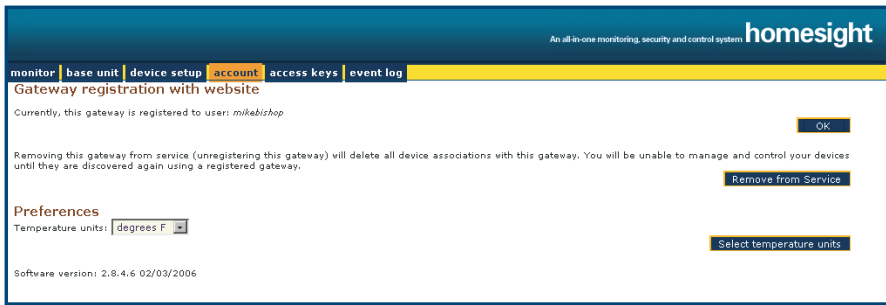 An all-in-one monitoring, security and control system homesight
monitor base unit device setup account access keys event log
Gateway registration with website
Currently, this gateway is registered to user: mikebishop
OK
Removing this gateway from service (unregistering this gateway) will delete all device associations with this gateway. You will be unable to manage and control your devices
until they are discovered again using a registered gateway.
Remove from Service
Preferences
Temperature units: degrees F
Select temperature units
Software version: 2.8.4.6 02/03/2006